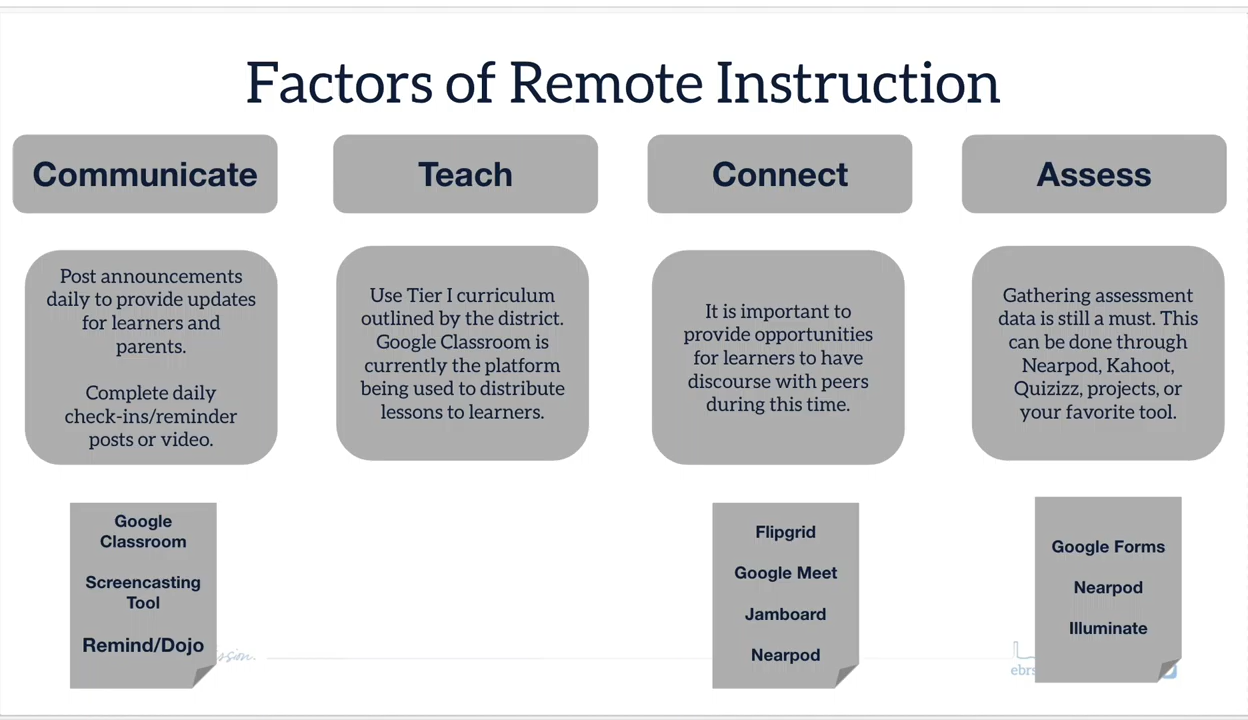 Factors of Remote Instruction
Communicate
Teach
Connect
Assess
Post announcements
daily to provide updates
for learners and
parents.
Complete daily
check-ins/reminder
posts or video.
Use Tier I curriculum
outlined by the district.
Google Classroom is
currently the platform
being used to distribute
lessons to learners.
It is important to
provide opportunities
for learners to have
discourse with peers
during this time.
Gathering assessment
data is still a must. This
can be done through
Nearpod, Kahoot,
Quizizz, projects, or
your favorite tool.
Google
Classroom
Screencasting
Tool
Remind/Dojo
Flipgrid
Google Meet
Jamboard
Nearpod
Google Forms
Nearpod
Illuminate